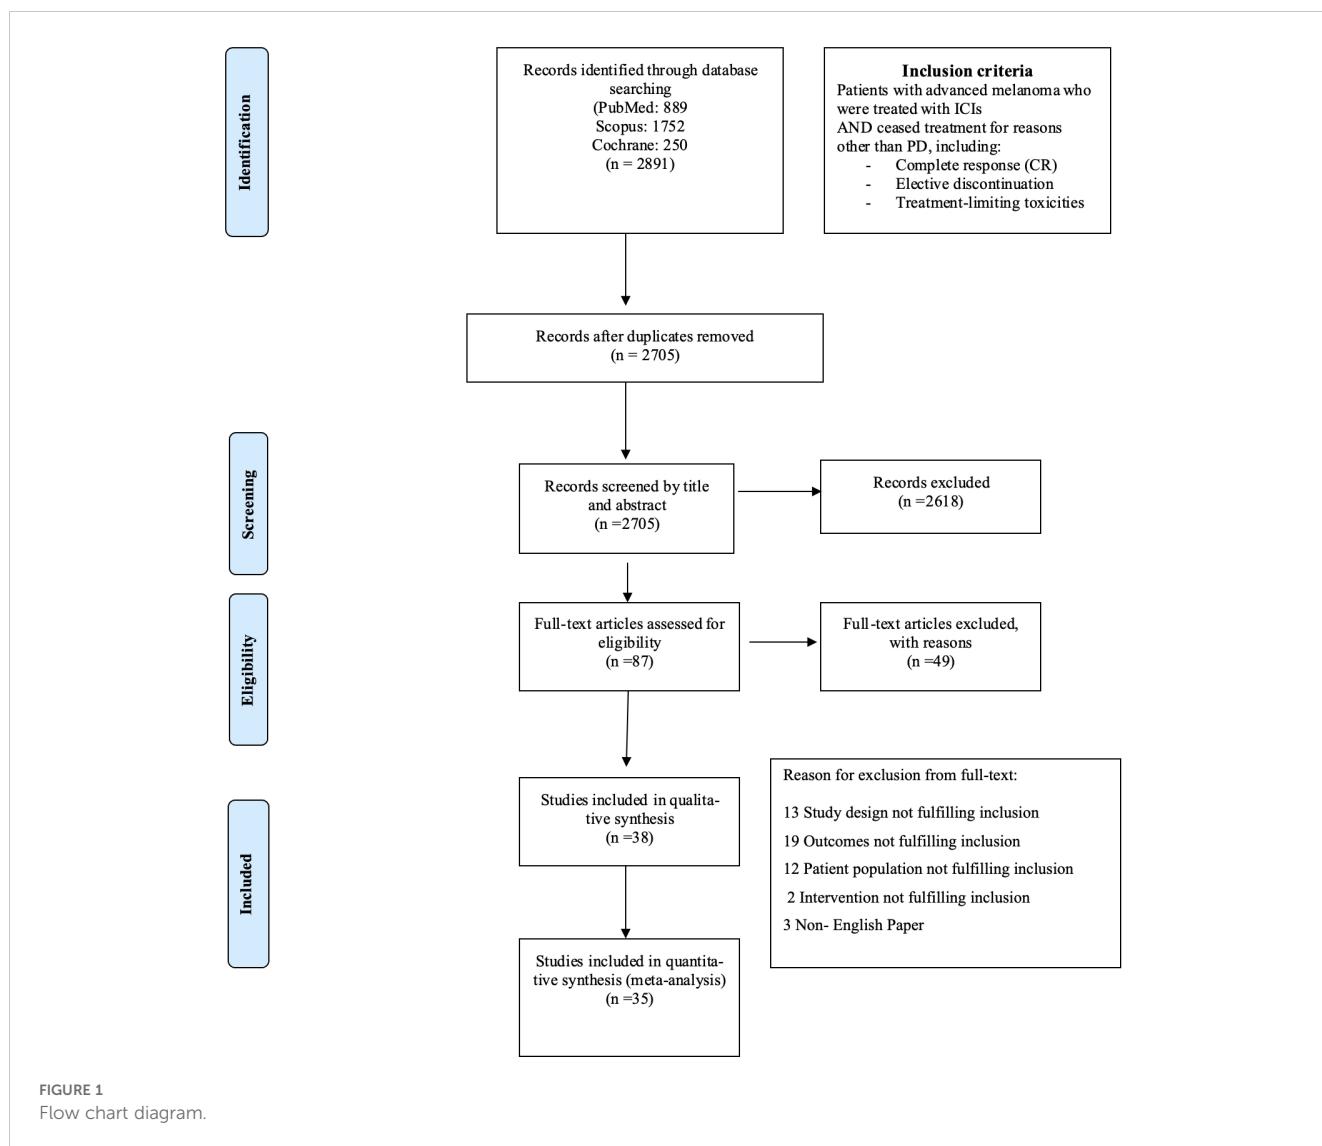 Identification
Records identified through database
searching
(PubMed: 889
Scopus: 1752
Cochrane: 250
(n = 2891)
Inclusion criteria
Patients with advanced melanoma who
were treated with ICIs
AND ceased treatment for reasons
other than PD, including:
- Complete response (CR)
- Elective discontinuation
- Treatment-limiting toxicities
Records after duplicates removed
(n = 2705)
Screening
Records screened by title
and abstract
(n =2705)
Records excluded
(n =2618)
Eligibility
Full-text articles assessed for
eligibility
(n =87)
Full-text articles excluded,
with reasons
(n =49)
Included
Studies included in qualita-
tive synthesis
(n =38)
Reason for exclusion from full-text:
13 Study design not fulfilling inclusion
19 Outcomes not fulfilling inclusion
12 Patient population not fulfilling inclusion
2 Intervention not fulfilling inclusion
3 Non- English Paper
Studies included in quantita-
tive synthesis (meta-analysis)
(n =35)
FIGURE 1
Flow chart diagram.